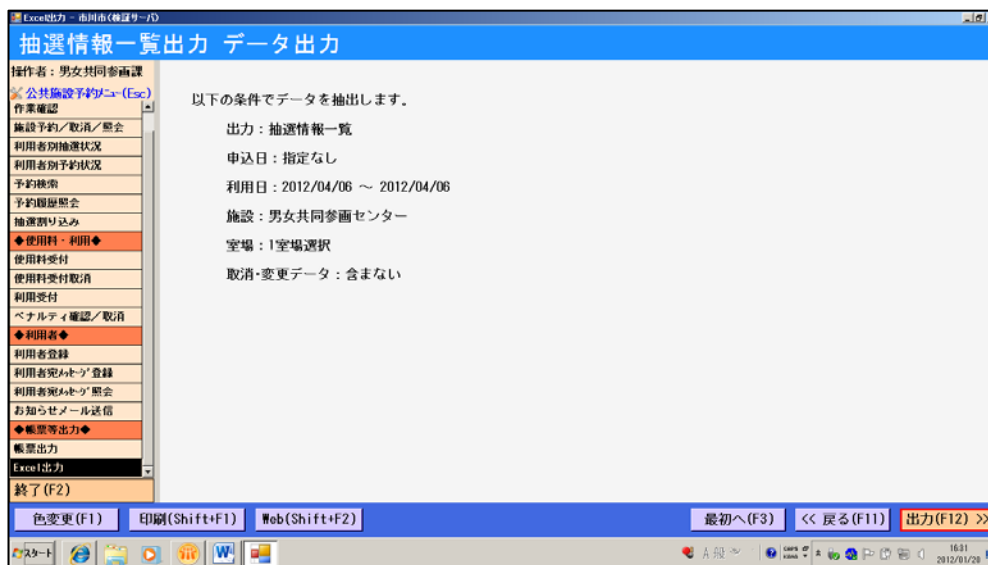 Excel出力 - 市川市(検証サーバ)
抽選情報一覧出力 データ出力
操作者：男女共同参画課
公共施設予約メニュー(Esc)
作業確認
施設予約／取消／照会
利用者別抽選状況
利用者別予約状況
予約検索
予約履歴照会
抽選割り込み
◆使用料・利用◆
使用料受付
使用料受付取消
利用受付
ペナルティ確認／取消
◆利用者◆
利用者登録
利用者宛メッセージ登録
利用者宛メッセージ照会
お知らせメール送信
◆帳票等出力◆
帳票出力
Excel出力
終了(F2)
以下の条件でデータを抽出します．
出力：抽選情報一覧
申込日：指定なし
利用日：2012/04/06 ～ 2012/04/06
施設：男女共同参画センター
室場：1室場選択
取消・変更データ：含まない
色変更(F1)
印刷(Shift+F1)
Web(Shift+F2)
最初へ(F3)
<< 戻る(F11)
出力(F12) >>
スタート
A 般
CAPS
KANA
16:31
2012/01/20